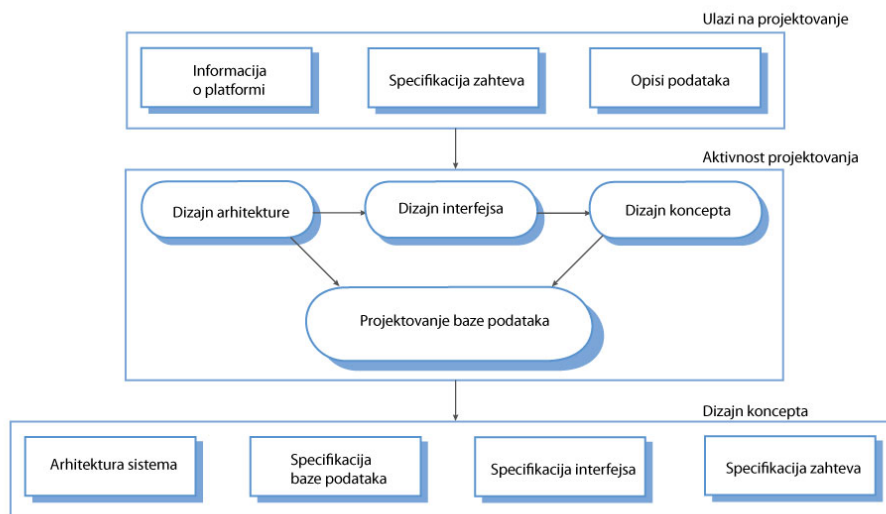 Ulazi na projektovanje
Informacija
o platformi
Specifikacija zahteva
Opisi podataka
Aktivnost projektovanja
Dizajn arhitekture
Dizajn interfejsa
Dizajn koncepta
Projektovanje baze podataka
Dizajn koncepta
Arhitektura sistema
Specifikacija
baze podataka
Specifikacija interfejsa
Specifikacija zahteva